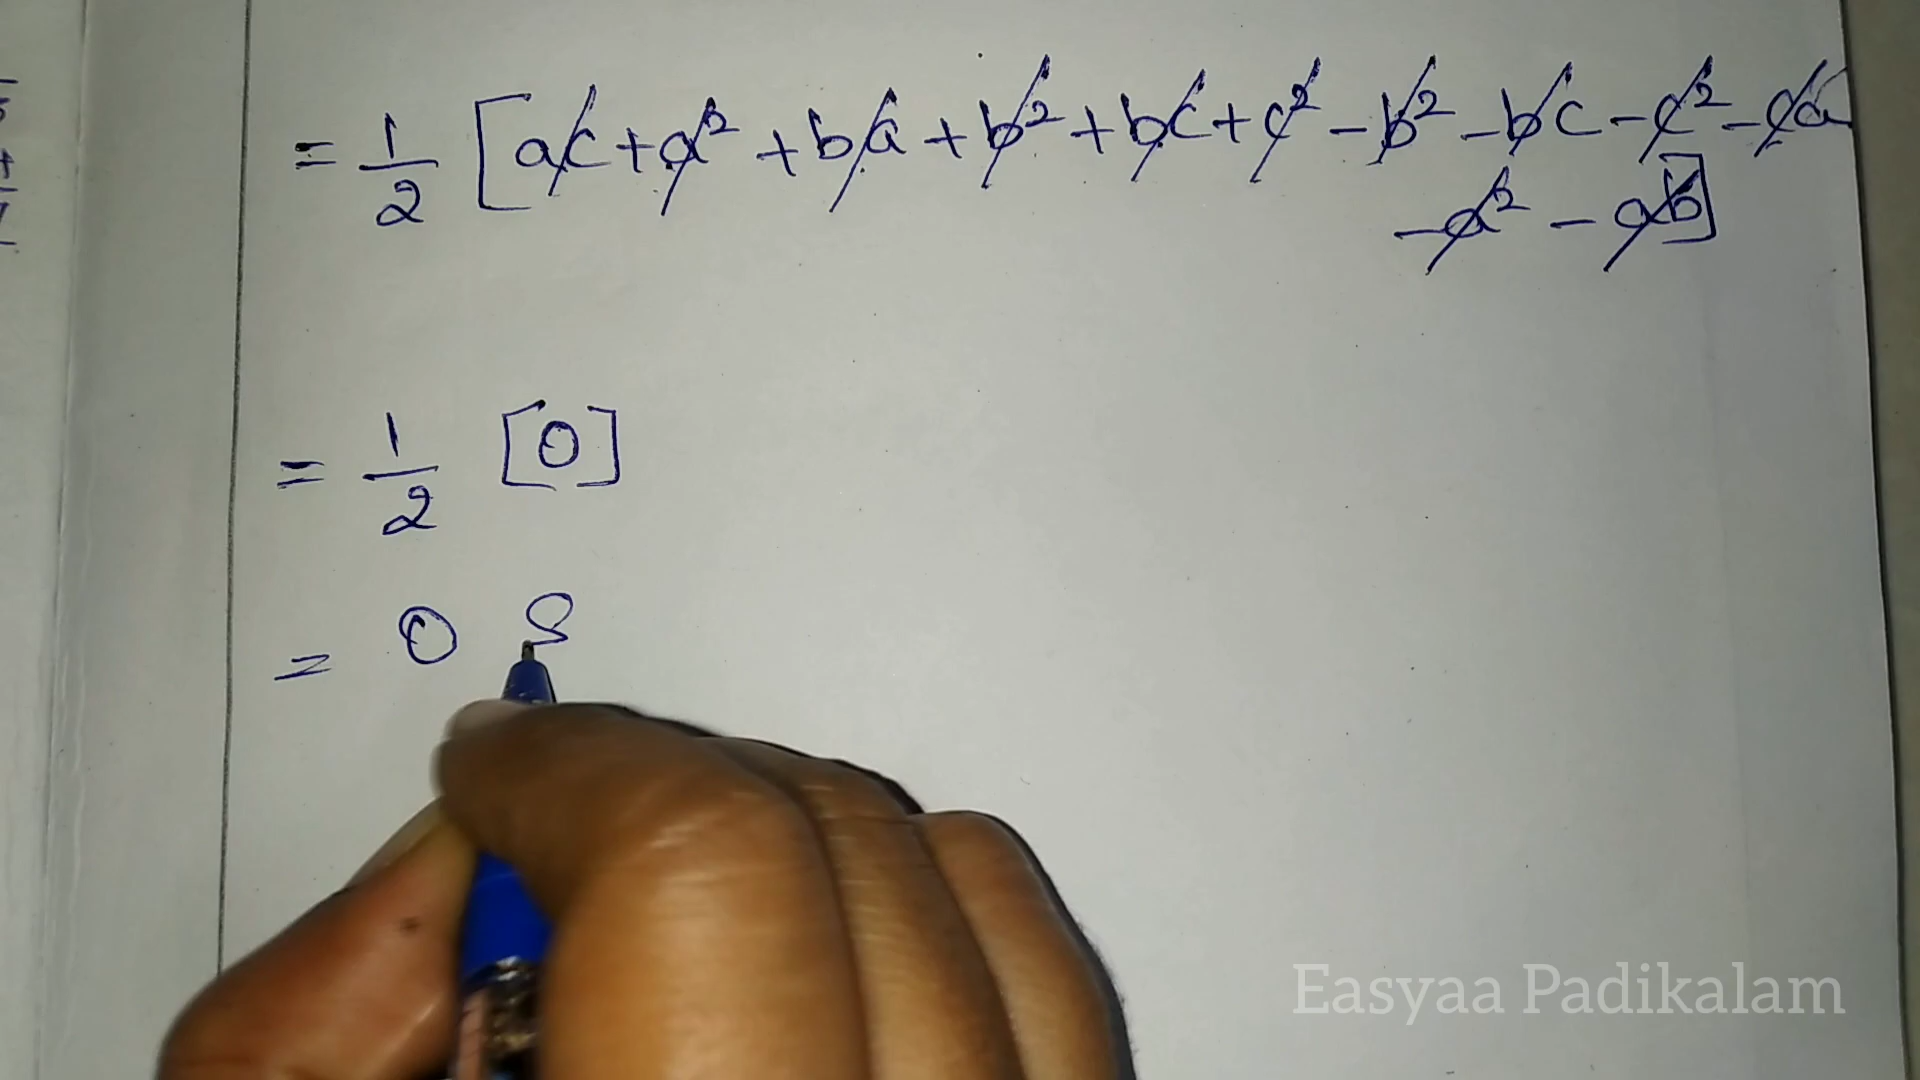 = 1/2 [ac + a² + ba + b² + bc + c² - b² - bc - c² - ca
- a² - ab]
= 1/2 [0]
= 0 S
Easyaa Padikalam